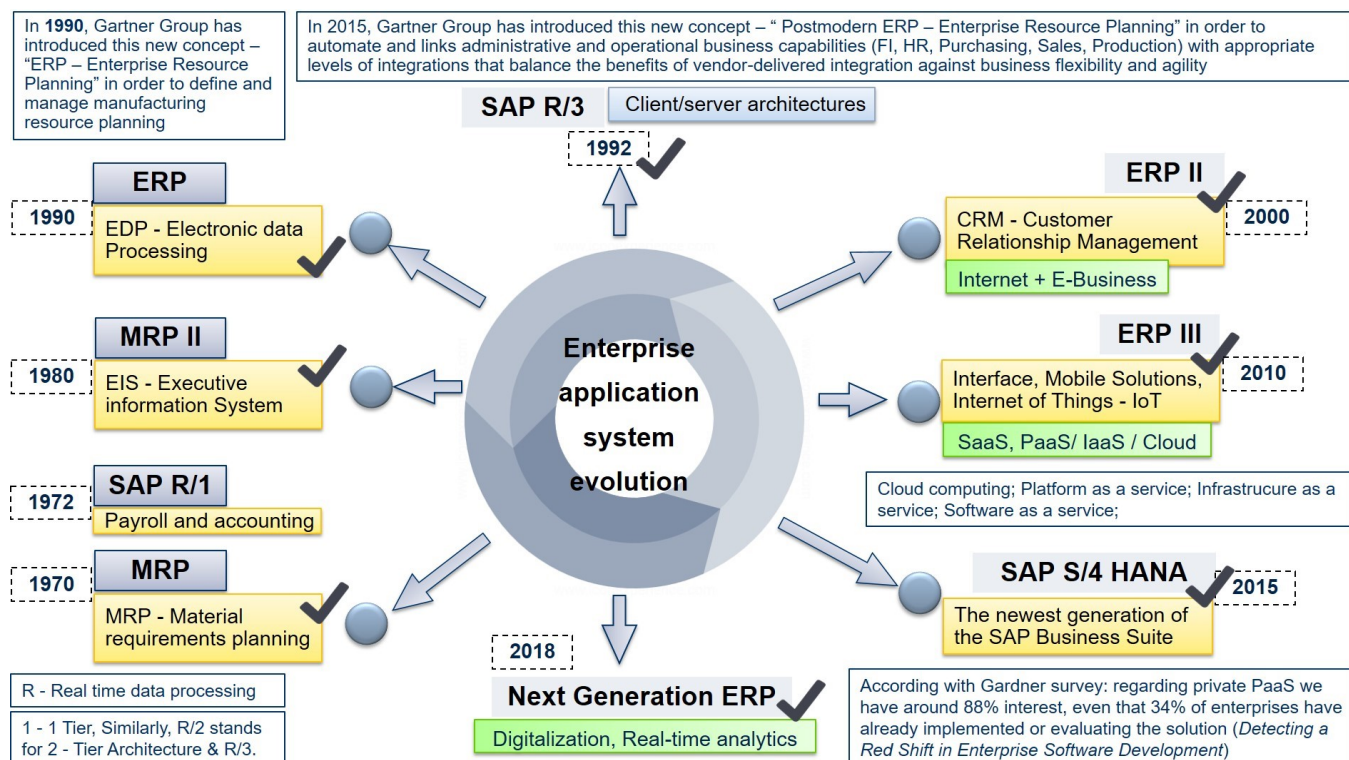 In 1990, Gartner Group has
introduced this new concept –
“ERP – Enterprise Resource
Planning” in order to define and
manage manufacturing
resource planning
In 2015, Gartner Group has introduced this new concept – “ Postmodern ERP – Enterprise Resource Planning” in order to
automate and links administrative and operational business capabilities (FI, HR, Purchasing, Sales, Production) with appropriate
levels of integrations that balance the benefits of vendor-delivered integration against business flexibility and agility
SAP R/3
Client/server architectures
1992
ERP
1990
EDP - Electronic data
Processing
MRP II
1980
EIS - Executive
information System
SAP R/1
1972
Payroll and accounting
MRP
1970
MRP - Material
requirements planning
R - Real time data processing
1 - 1 Tier, Similarly, R/2 stands
for 2 - Tier Architecture & R/3.
Enterprise
application
system
evolution
2018
Next Generation ERP
Digitalization, Real-time analytics
ERP II
2000
CRM - Customer
Relationship Management
Internet + E-Business
ERP III
2010
Interface, Mobile Solutions,
Internet of Things - IoT
SaaS, PaaS/ IaaS / Cloud
Cloud computing; Platform as a service; Infrastrucure as a
service; Software as a service;
SAP S/4 HANA
2015
The newest generation of
the SAP Business Suite
According with Gardner survey: regarding private PaaS we
have around 88% interest, even that 34% of enterprises have
already implemented or evaluating the solution (Detecting a
Red Shift in Enterprise Software Development)